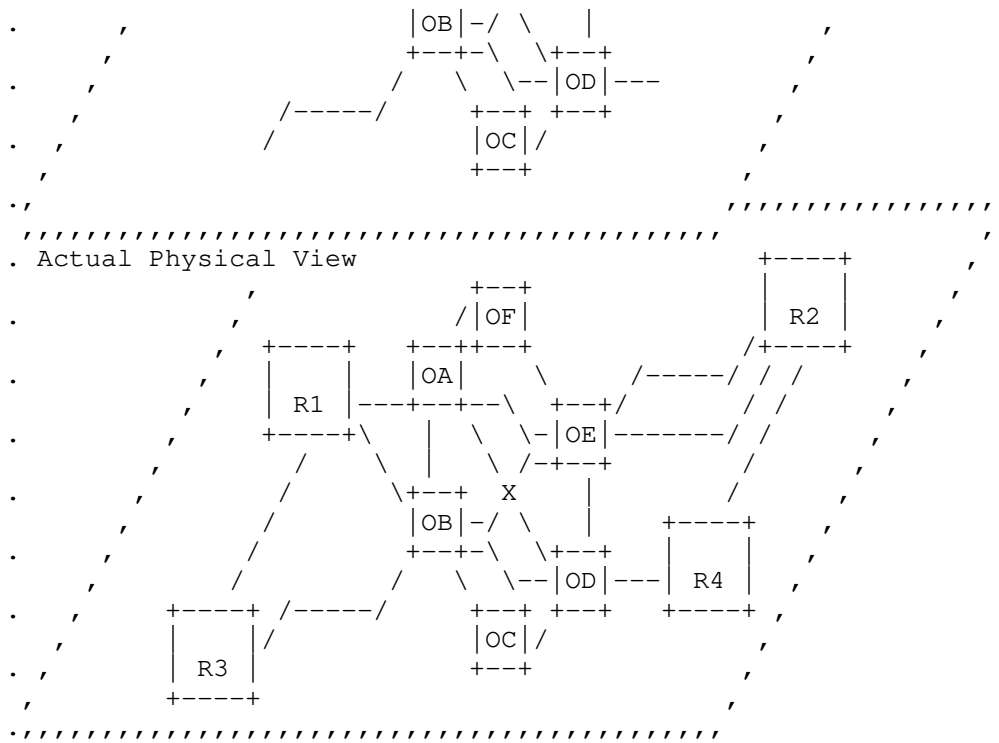 OB
OD
OC
Actual Physical View
OF
R2
OA
R1
OE
X
OB
OD
R4
OC
R3